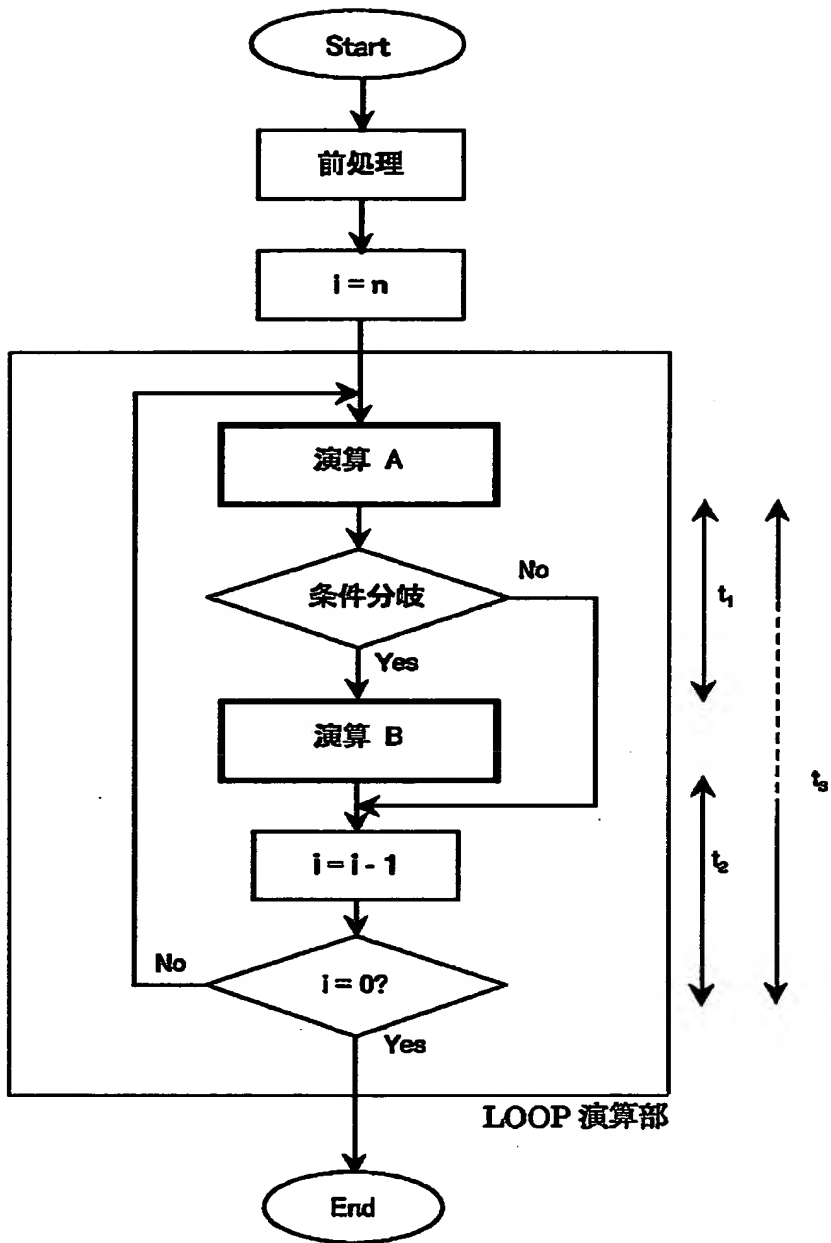 Start
前処理
i = n
演算 A
条件分岐
No
Yes
t₁
演算 B
t₃
i = i - 1
t₂
No
i = 0?
Yes
LOOP 演算部
End